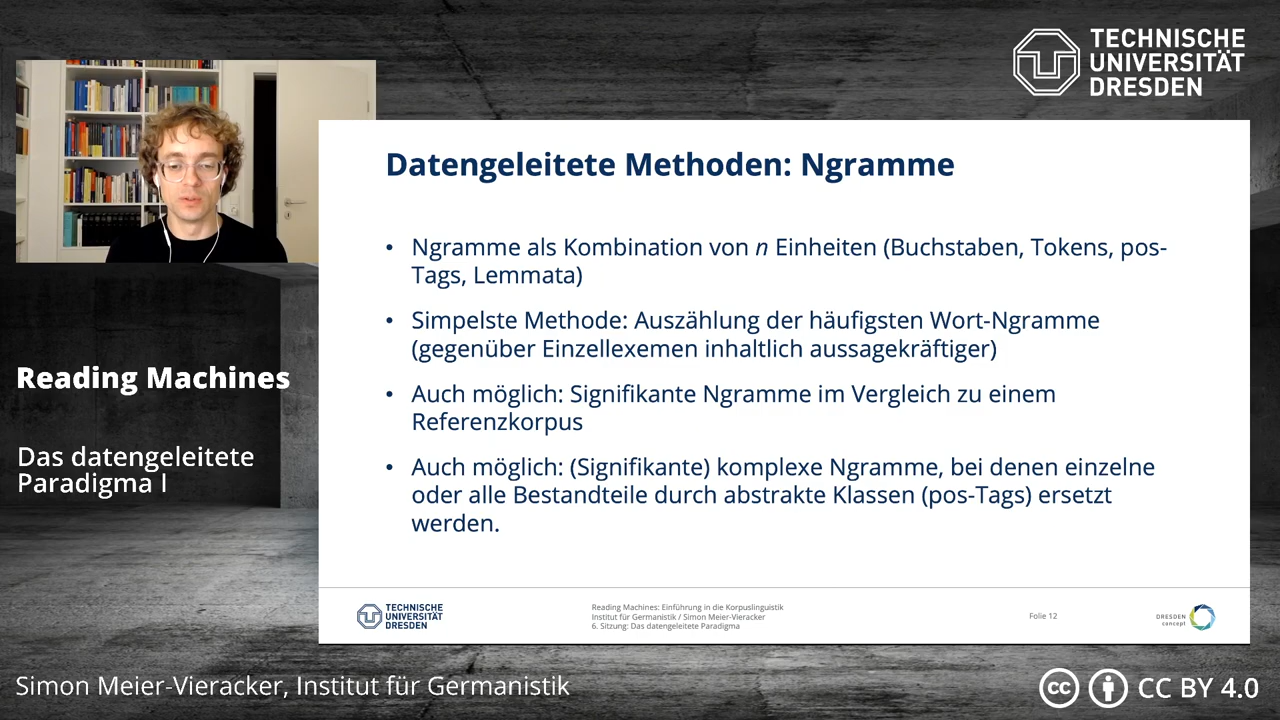 TECHNISCHE
UNIVERSITÄT
DRESDEN
Datengeleitete Methoden: Ngramme
• Ngramme als Kombination von n Einheiten (Buchstaben, Tokens, pos-
Tags, Lemmata)
• Simpelste Methode: Auszählung der häufigsten Wort-Ngramme
(gegenüber Einzellexemen inhaltlich aussagekräftiger)
• Auch möglich: Signifikante Ngramme im Vergleich zu einem
Referenzkorpus
• Auch möglich: (Signifikante) komplexe Ngramme, bei denen einzelne
oder alle Bestandteile durch abstrakte Klassen (pos-Tags) ersetzt
werden.
Reading Machines
Das datengeleitete
Paradigma I
TECHNISCHE
UNIVERSITÄT
DRESDEN
Reading Machines: Einführung in die Korpuslinguistik
Institut für Germanistik / Simon Meier-Vieracker
6. Sitzung: Das datengeleitete Paradigma
Folie 12
DRESDEN
concept
Simon Meier-Vieracker, Institut für Germanistik
cc CC BY 4.0